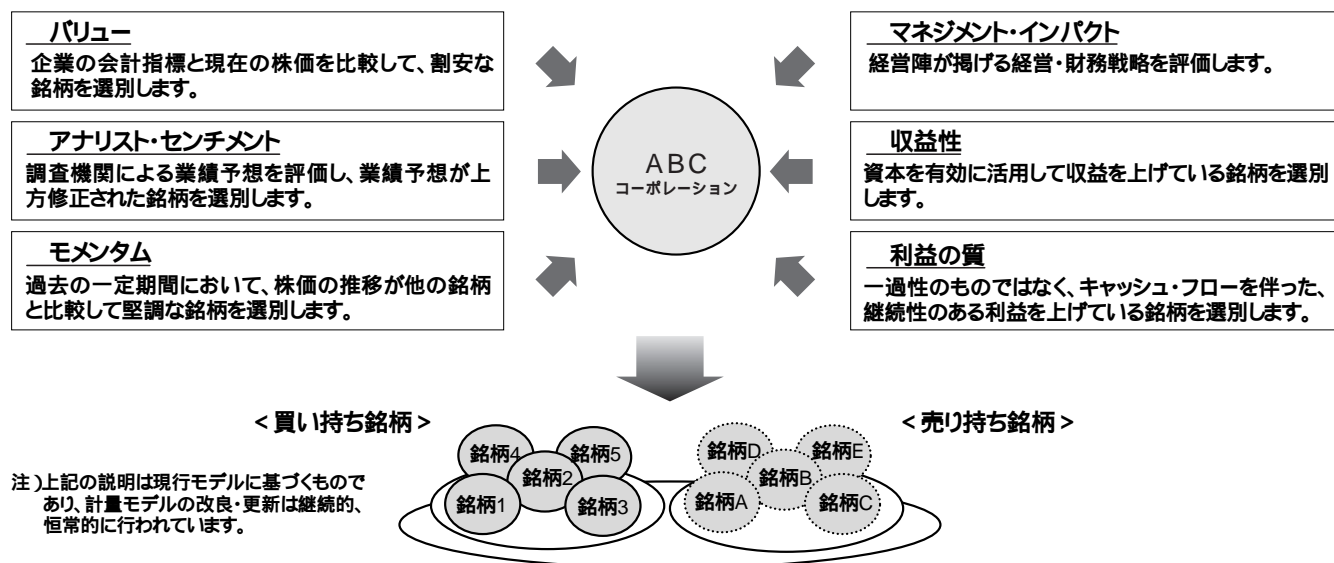 バリュー
企業の会計指標と現在の株価を比較して、割安な
銘柄を選別します。
アナリスト・センチメント
調査機関による業績予想を評価し、業績予想が上
方修正された銘柄を選別します。
モメンタム
過去の一定期間において、株価の推移が他の銘柄
と比較して堅調な銘柄を選別します。
ABC
コーポレーション
マネジメント・インパクト
経営陣が掲げる経営・財務戦略を評価します。
収益性
資本を有効に活用して収益を上げている銘柄を選別
します。
利益の質
一過性のものではなく、キャッシュ・フローを伴った、
継続性のある利益を上げている銘柄を選別します。
<買い持ち銘柄>
銘柄4
銘柄5
銘柄2
銘柄1
銘柄3
<売り持ち銘柄>
銘柄D
銘柄E
銘柄B
銘柄A
銘柄C
注)上記の説明は現行モデルに基づくもので
あり、計量モデルの改良・更新は継続的、
恒常的に行われています。